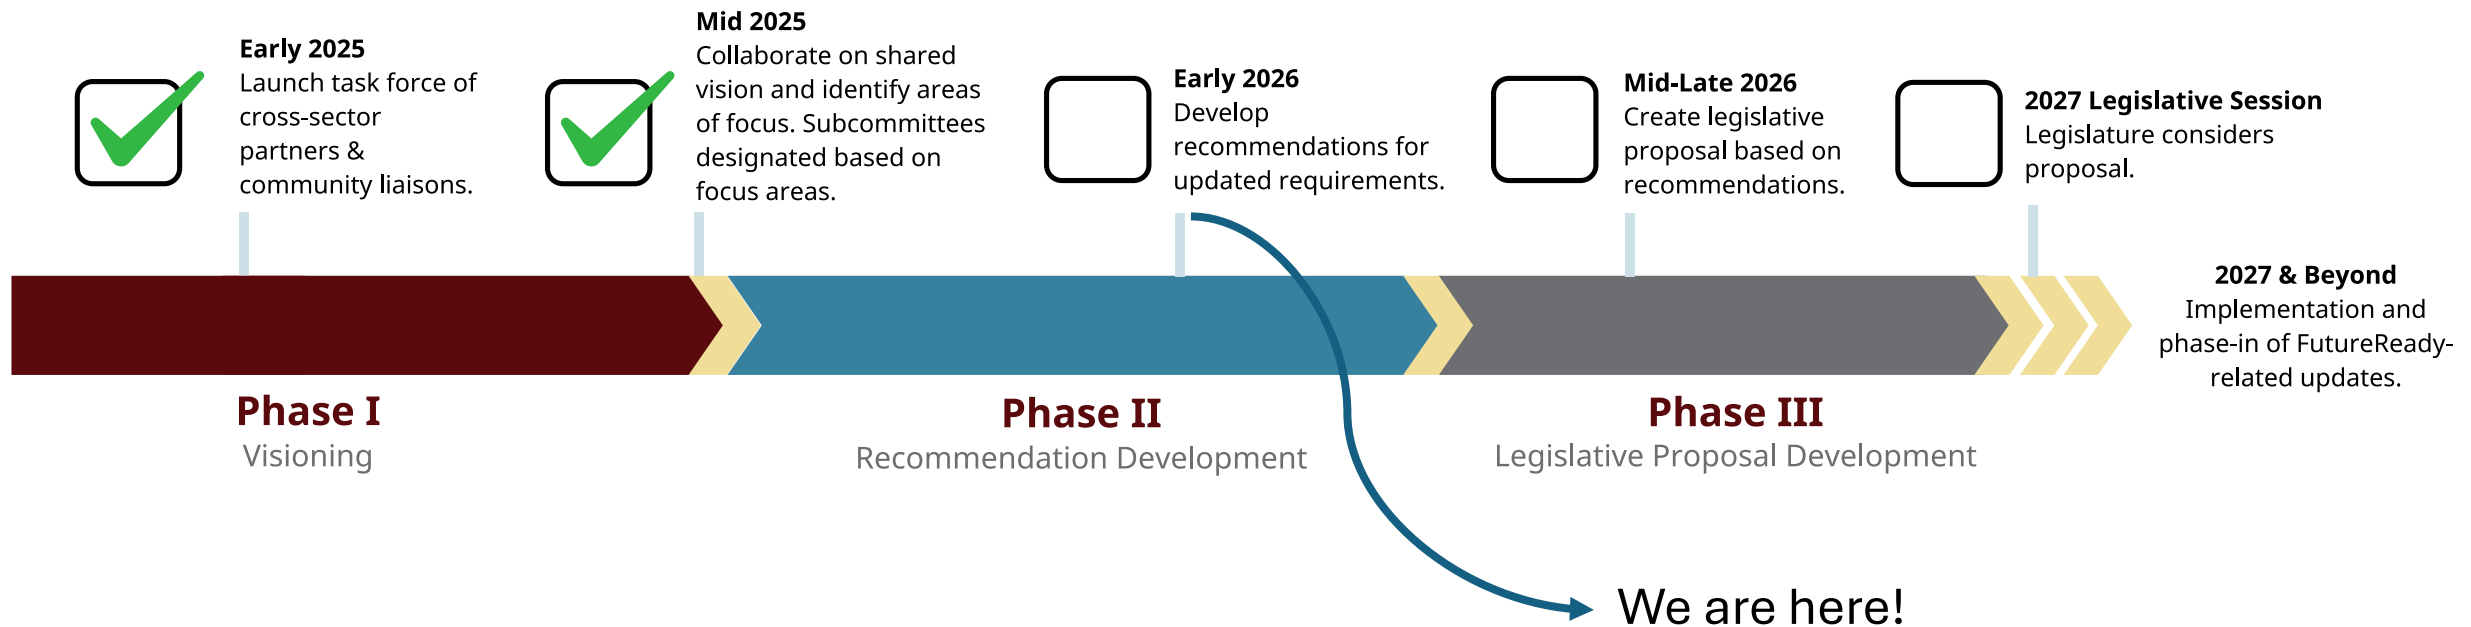 Early 2025
Launch task force of
cross-sector
partners &
community liaisons.
Mid 2025
Collaborate on shared
vision and identify areas
of focus. Subcommittees
designated based on
focus areas.
Early 2026
Develop
recommendations for
updated requirements.
Mid-Late 2026
Create legislative
proposal based on
recommendations.
2027 Legislative Session
Legislature considers
proposal.
2027 & Beyond
Implementation and
phase-in of FutureReady-
related updates.
Phase I
Visioning
Phase II
Recommendation Development
Phase III
Legislative Proposal Development
We are here!